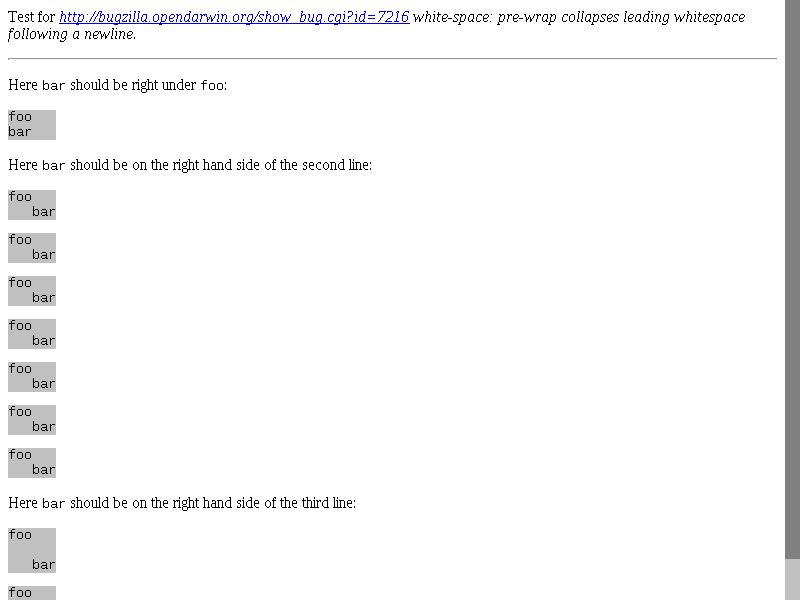 Test for http://bugzilla.opendarwin.org/show_bug.cgi?id=7216 white-space: pre-wrap collapses leading whitespace
following a newline.
Here bar should be right under foo:
foo
bar
Here bar should be on the right hand side of the second line:
foo
bar
foo
bar
foo
bar
foo
bar
foo
bar
foo
bar
foo
bar
Here bar should be on the right hand side of the third line:
foo
bar
foo